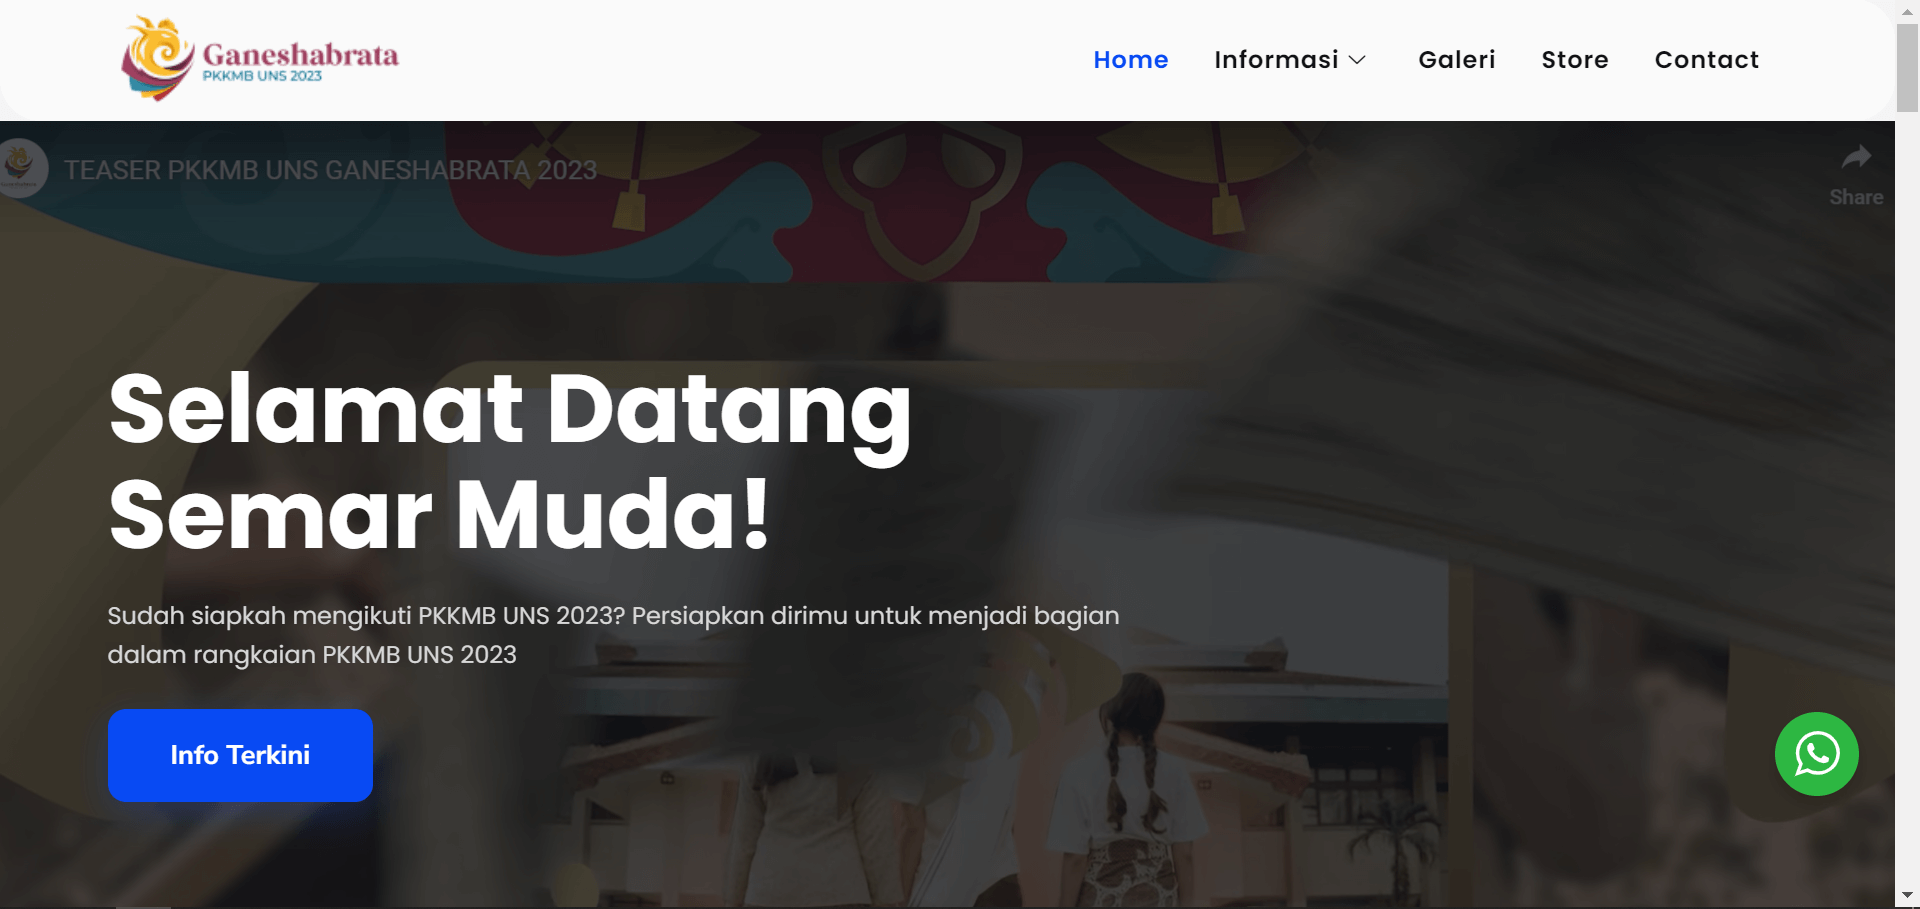 Ganeshabrata
PKKMB UNS 2023
Home
Informasi
Galeri
Store
Contact
TEASER PKKMB UNS GANESHABRATA 2023
Share
Selamat Datang
Semar Muda!
Sudah siapkah mengikuti PKKMB UNS 2023? Persiapkan dirimu untuk menjadi bagian
dalam rangkaian PKKMB UNS 2023
Info Terkini